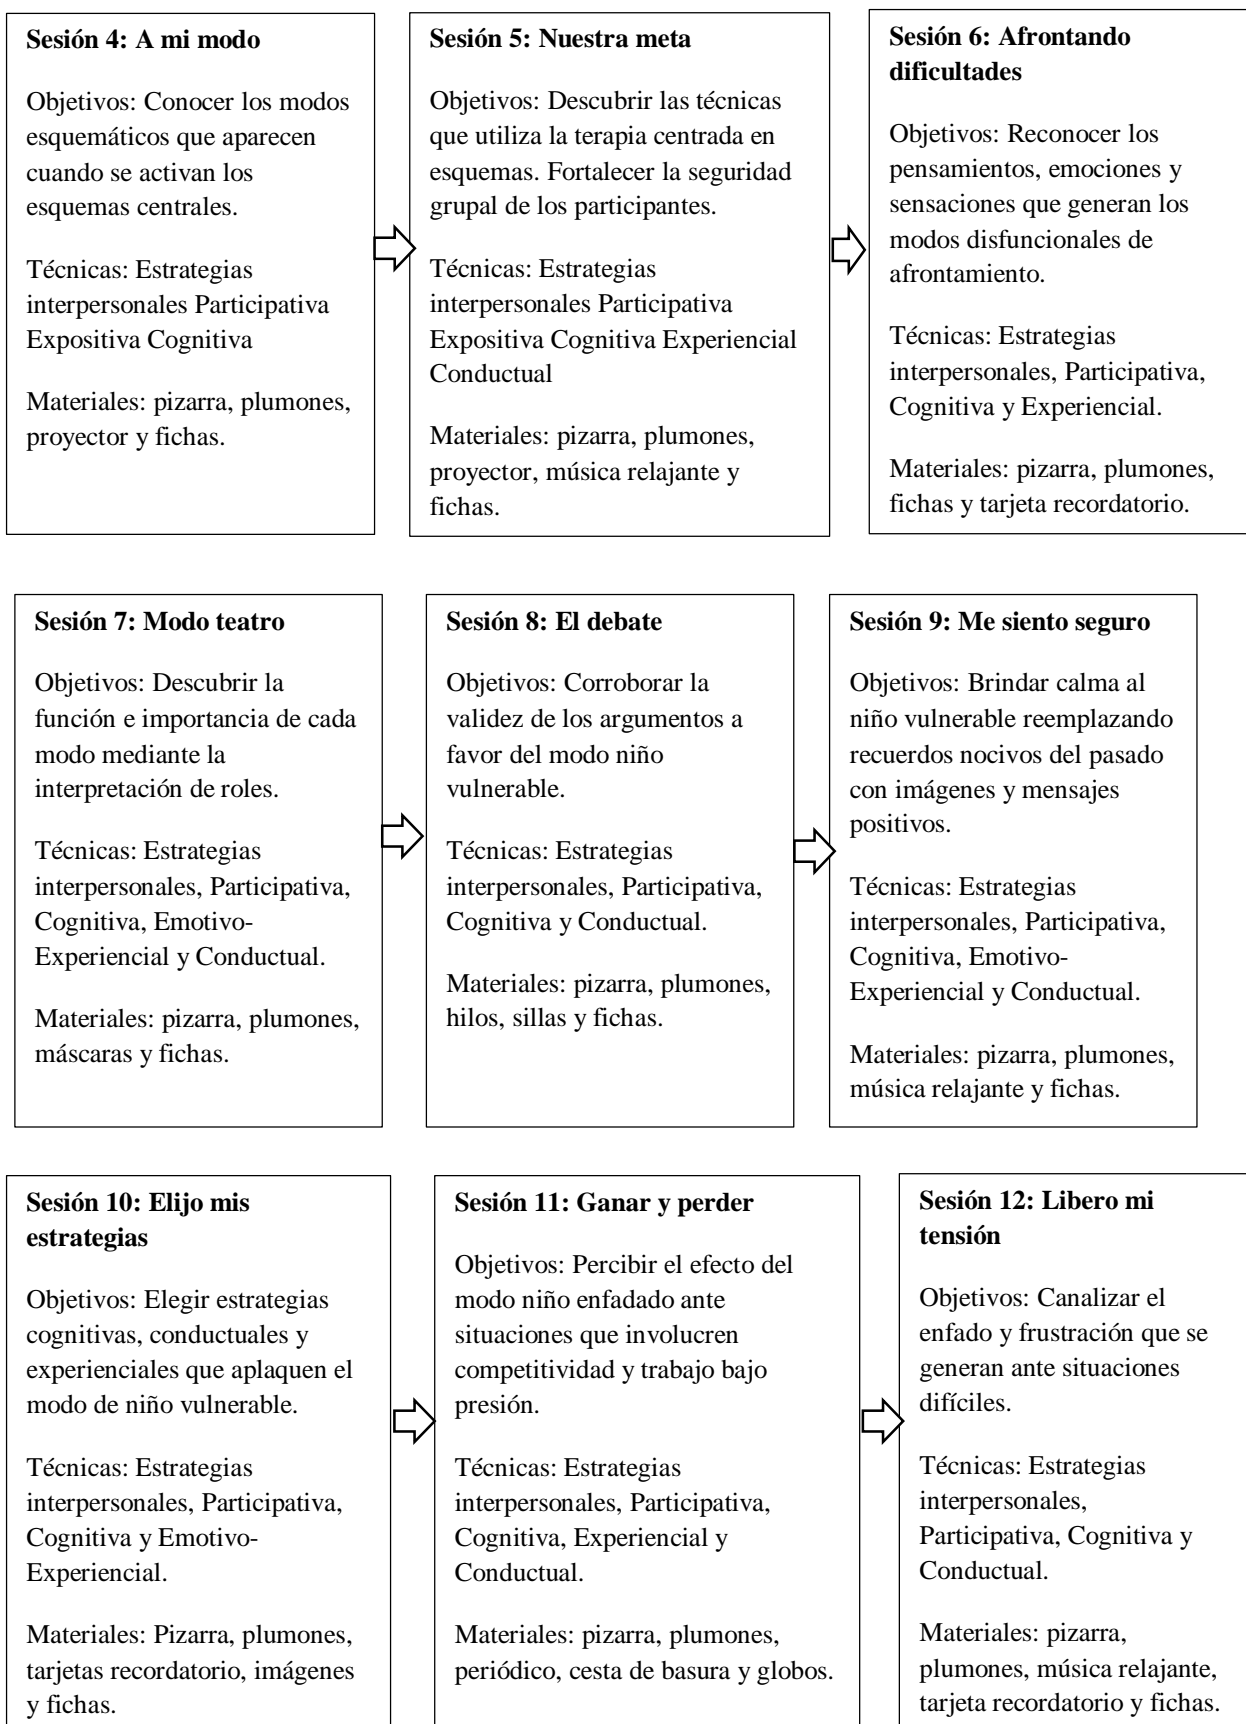 Sesión 4: A mi modo
Objetivos: Conocer los modos
esquemáticos que aparecen
cuando se activan los
esquemas centrales.
Técnicas: Estrategias
interpersonales Participativa
Expositiva Cognitiva
Materiales: pizarra, plumones,
proyector y fichas.
Sesión 5: Nuestra meta
Objetivos: Descubrir las técnicas
que utiliza la terapia centrada en
esquemas. Fortalecer la seguridad
grupal de los participantes.
Técnicas: Estrategias
interpersonales Participativa
Expositiva Cognitiva Experiencial
Conductual
Materiales: pizarra, plumones,
proyector, música relajante y
fichas.
Sesión 6: Afrontando
dificultades
Objetivos: Reconocer los
pensamientos, emociones y
sensaciones que generan los
modos disfuncionales de
afrontamiento.
Técnicas: Estrategias
interpersonales, Participativa,
Cognitiva y Experiencial.
Materiales: pizarra, plumones,
fichas y tarjeta recordatorio.
Sesión 7: Modo teatro
Objetivos: Descubrir la
función e importancia de cada
modo mediante la
interpretación de roles.
Técnicas: Estrategias
interpersonales, Participativa,
Cognitiva, Emotivo-
Experiencial y Conductual.
Materiales: pizarra, plumones,
máscaras y fichas.
Sesión 8: El debate
Objetivos: Corroborar la
validez de los argumentos a
favor del modo niño
vulnerable.
Técnicas: Estrategias
interpersonales, Participativa,
Cognitiva y Conductual.
Materiales: pizarra, plumones,
hilos, sillas y fichas.
Sesión 9: Me siento seguro
Objetivos: Brindar calma al
niño vulnerable reemplazando
recuerdos nocivos del pasado
con imágenes y mensajes
positivos.
Técnicas: Estrategias
interpersonales, Participativa,
Cognitiva, Emotivo-
Experiencial y Conductual.
Materiales: pizarra, plumones,
música relajante y fichas.
Sesión 10: Elijo mis
estrategias
Objetivos: Elegir estrategias
cognitivas, conductuales y
experienciales que aplaquen el
modo de niño vulnerable.
Técnicas: Estrategias
interpersonales, Participativa,
Cognitiva y Emotivo-
Experiencial.
Materiales: Pizarra, plumones,
tarjetas recordatorio, imágenes
y fichas.
Sesión 11: Ganar y perder
Objetivos: Percibir el efecto del
modo niño enfadado ante
situaciones que involucren
competitividad y trabajo bajo
presión.
Técnicas: Estrategias
interpersonales, Participativa,
Cognitiva, Experiencial y
Conductual.
Materiales: pizarra, plumones,
periódico, cesta de basura y globos.
Sesión 12: Libero mi
tensión
Objetivos: Canalizar el
enfado y frustración que se
generan ante situaciones
difíciles.
Técnicas: Estrategias
interpersonales,
Participativa, Cognitiva y
Conductual.
Materiales: pizarra,
plumones, música relajante,
tarjeta recordatorio y fichas.